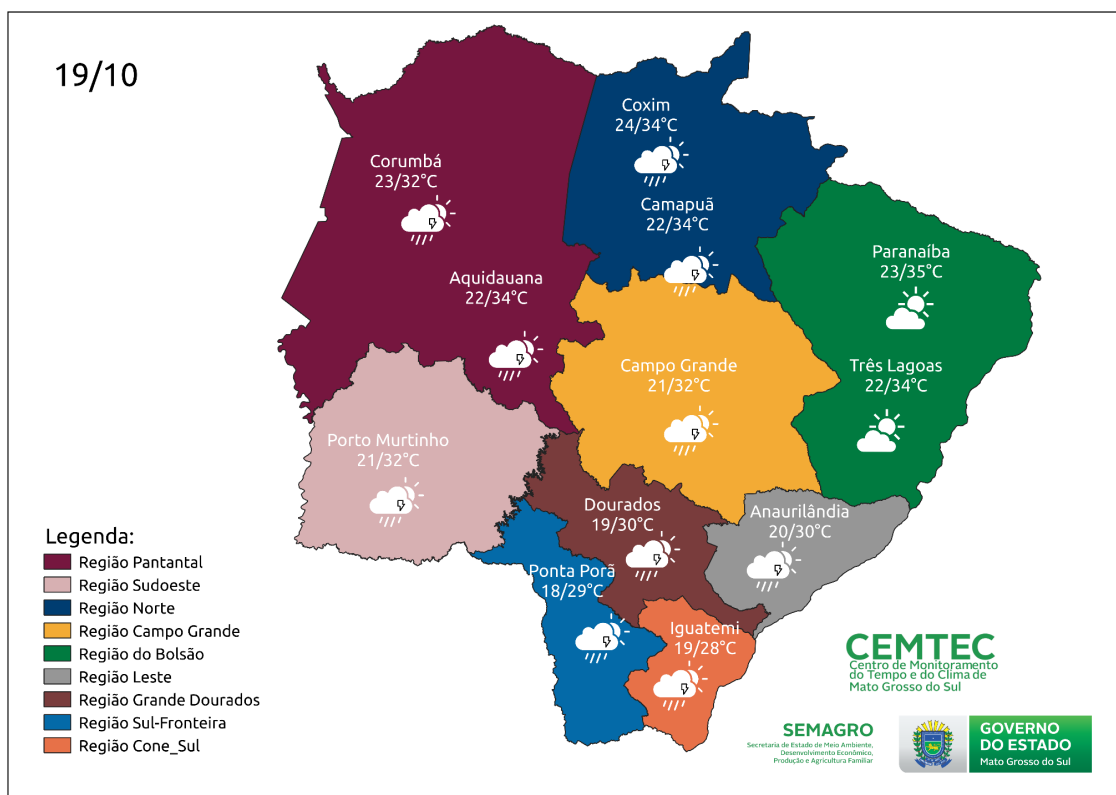 19/10
Coxim
24/34°C
Corumbá
23/32°C
Camapuã
22/34°C
Paranaíba
23/35°C
Aquidauana
22/34°C
Campo Grande
21/32°C
Três Lagoas
22/34°C
Porto Murtinho
21/32°C
Dourados
19/30°C
Anaurilândia
20/30°C
Ponta Porã
18/29°C
Iguatemi
19/28°C
Legenda:
Região Pantantal
Região Sudoeste
Região Norte
Região Campo Grande
Região do Bolsão
Região Leste
Região Grande Dourados
Região Sul-Fronteira
Região Cone_Sul
CEMTEC
Centro de Monitoramento
do Tempo e do Clima de
Mato Grosso do Sul
SEMAGRO
Secretaria de Estado de Meio Ambiente,
Desenvolvimento Econômico,
Produção e Agricultura Familiar
GOVERNO
DO ESTADO
Mato Grosso do Sul